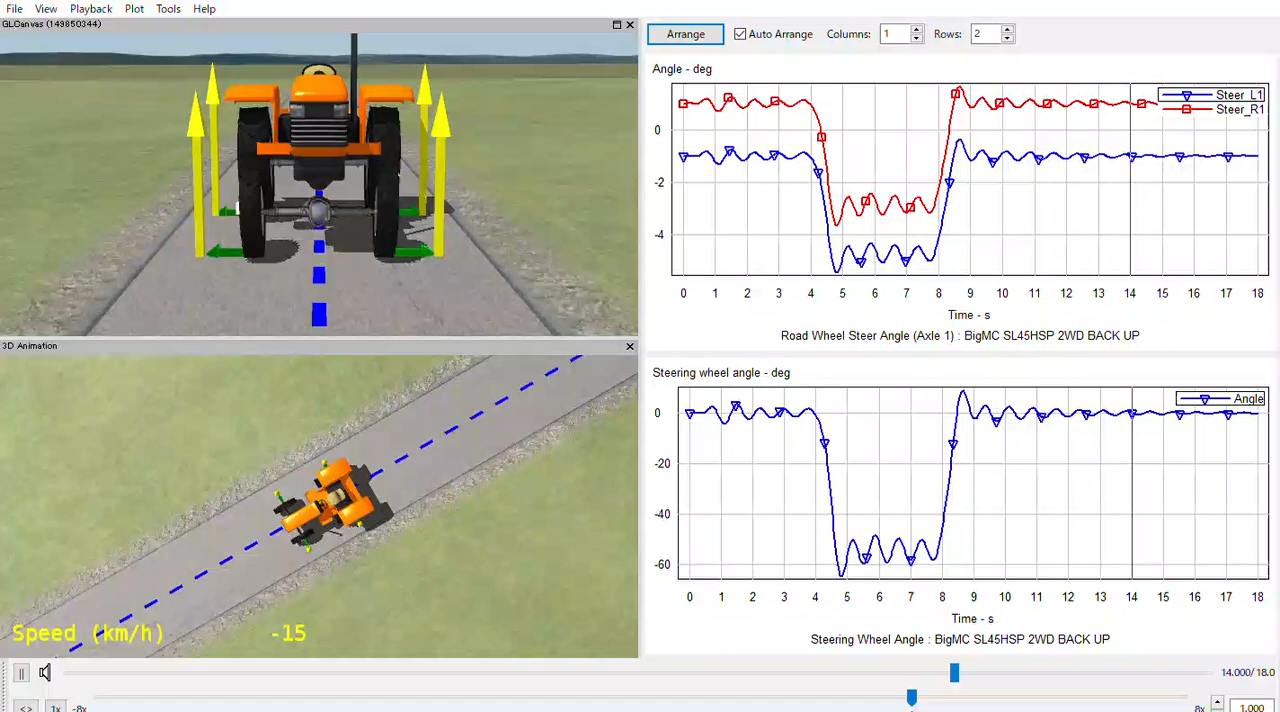 File View Playback Plot Tools Help
GLCanvas (149850344)
Arrange Auto Arrange Columns: 1 Rows: 2
Angle - deg
Steer_L1
Steer_R1
0
-2
-4
0 1 2 3 4 5 6 7 8 9 10 11 12 13 14 15 16 17 18
Time - s
Road Wheel Steer Angle (Axle 1) : BigMC SL45HSP 2WD BACK UP
3D Animation
Speed (km/h) -15
Steering wheel angle - deg
Angle
0
-20
-40
-60
0 1 2 3 4 5 6 7 8 9 10 11 12 13 14 15 16 17 18
Time - s
Steering Wheel Angle : BigMC SL45HSP 2WD BACK UP
14.000/18.0
<> 1x -8x 8x 1.000